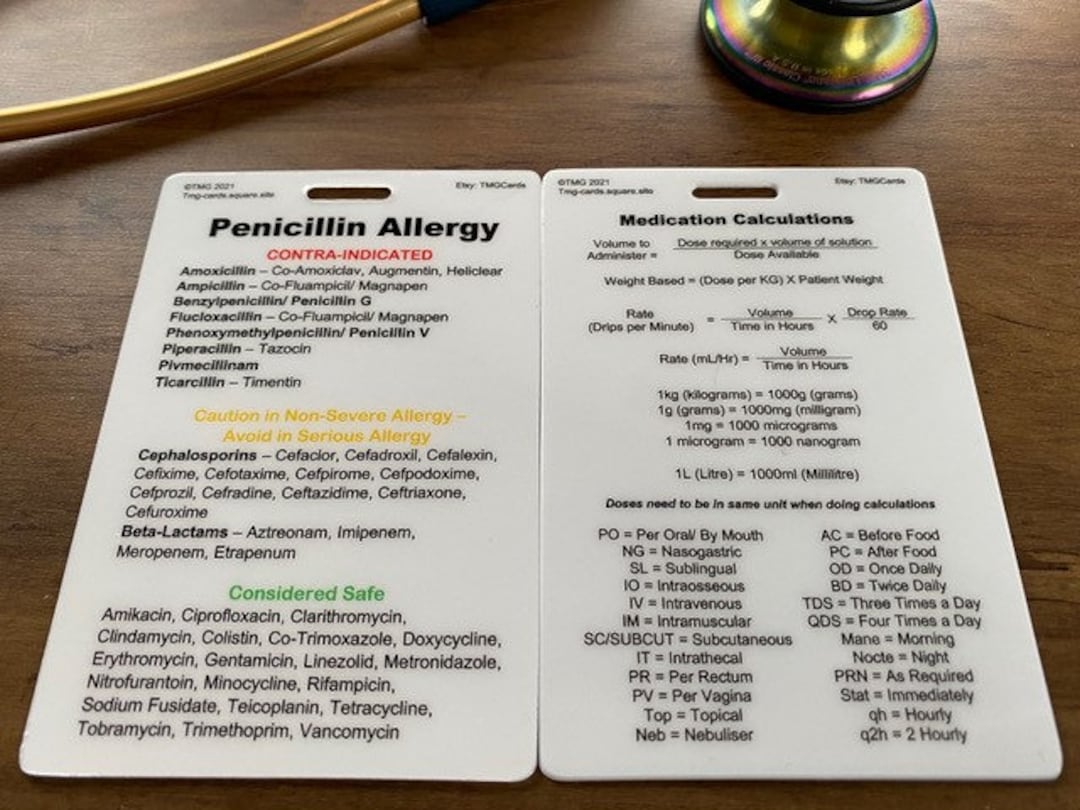 ©TMG 2021
Tmg-cards.square.site
Etsy: TMGCards
Penicillin Allergy
CONTRA-INDICATED
Amoxicillin – Co-Amoxiclav, Augmentin, Heliclear
Ampicillin – Co-Fluampicil/ Magnapen
Benzylpenicillin/ Penicillin G
Flucloxacillin – Co-Fluampicil/ Magnapen
Phenoxymethylpenicillin/ Penicillin V
Piperacillin – Tazocin
Pivmecillinam
Ticarcillin – Timentin
Caution in Non-Severe Allergy –
Avoid in Serious Allergy
Cephalosporins – Cefaclor, Cefadroxil, Cefalexin,
Cefixime, Cefotaxime, Cefpirome, Cefpodoxime,
Cefprozil, Cefradine, Ceftazidime, Ceftriaxone,
Cefuroxime
Beta-Lactams – Aztreonam, Imipenem,
Meropenem, Etrapenum
Considered Safe
Amikacin, Ciprofloxacin, Clarithromycin,
Clindamycin, Colistin, Co-Trimoxazole, Doxycycline,
Erythromycin, Gentamicin, Linezolid, Metronidazole,
Nitrofurantoin, Minocycline, Rifampicin,
Sodium Fusidate, Teicoplanin, Tetracycline,
Tobramycin, Trimethoprim, Vancomycin
©TMG 2021
Tmg-cards.square.site
Etsy: TMGCards
Medication Calculations
Volume to Administer = Dose required x volume of solution
Dose Available
Weight Based = (Dose per KG) X Patient Weight
Rate (Drips per Minute) = Volume X Drop Rate
Time in Hours 60
Rate (mL/Hr) = Volume
Time in Hours
1kg (kilograms) = 1000g (grams)
1g (grams) = 1000mg (milligram)
1mg = 1000 micrograms
1 microgram = 1000 nanogram
1L (Litre) = 1000ml (Millilitre)
Doses need to be in same unit when doing calculations
PO = Per Oral/ By Mouth
NG = Nasogastric
SL = Sublingual
IO = Intraosseous
IV = Intravenous
IM = Intramuscular
SC/SUBCUT = Subcutaneous
IT = Intrathecal
PR = Per Rectum
PV = Per Vagina
Top = Topical
Neb = Nebuliser
AC = Before Food
PC = After Food
OD = Once Daily
BD = Twice Daily
TDS = Three Times a Day
QDS = Four Times a Day
Mane = Morning
Nocte = Night
PRN = As Required
Stat = Immediately
qh = Hourly
q2h = 2 Hourly